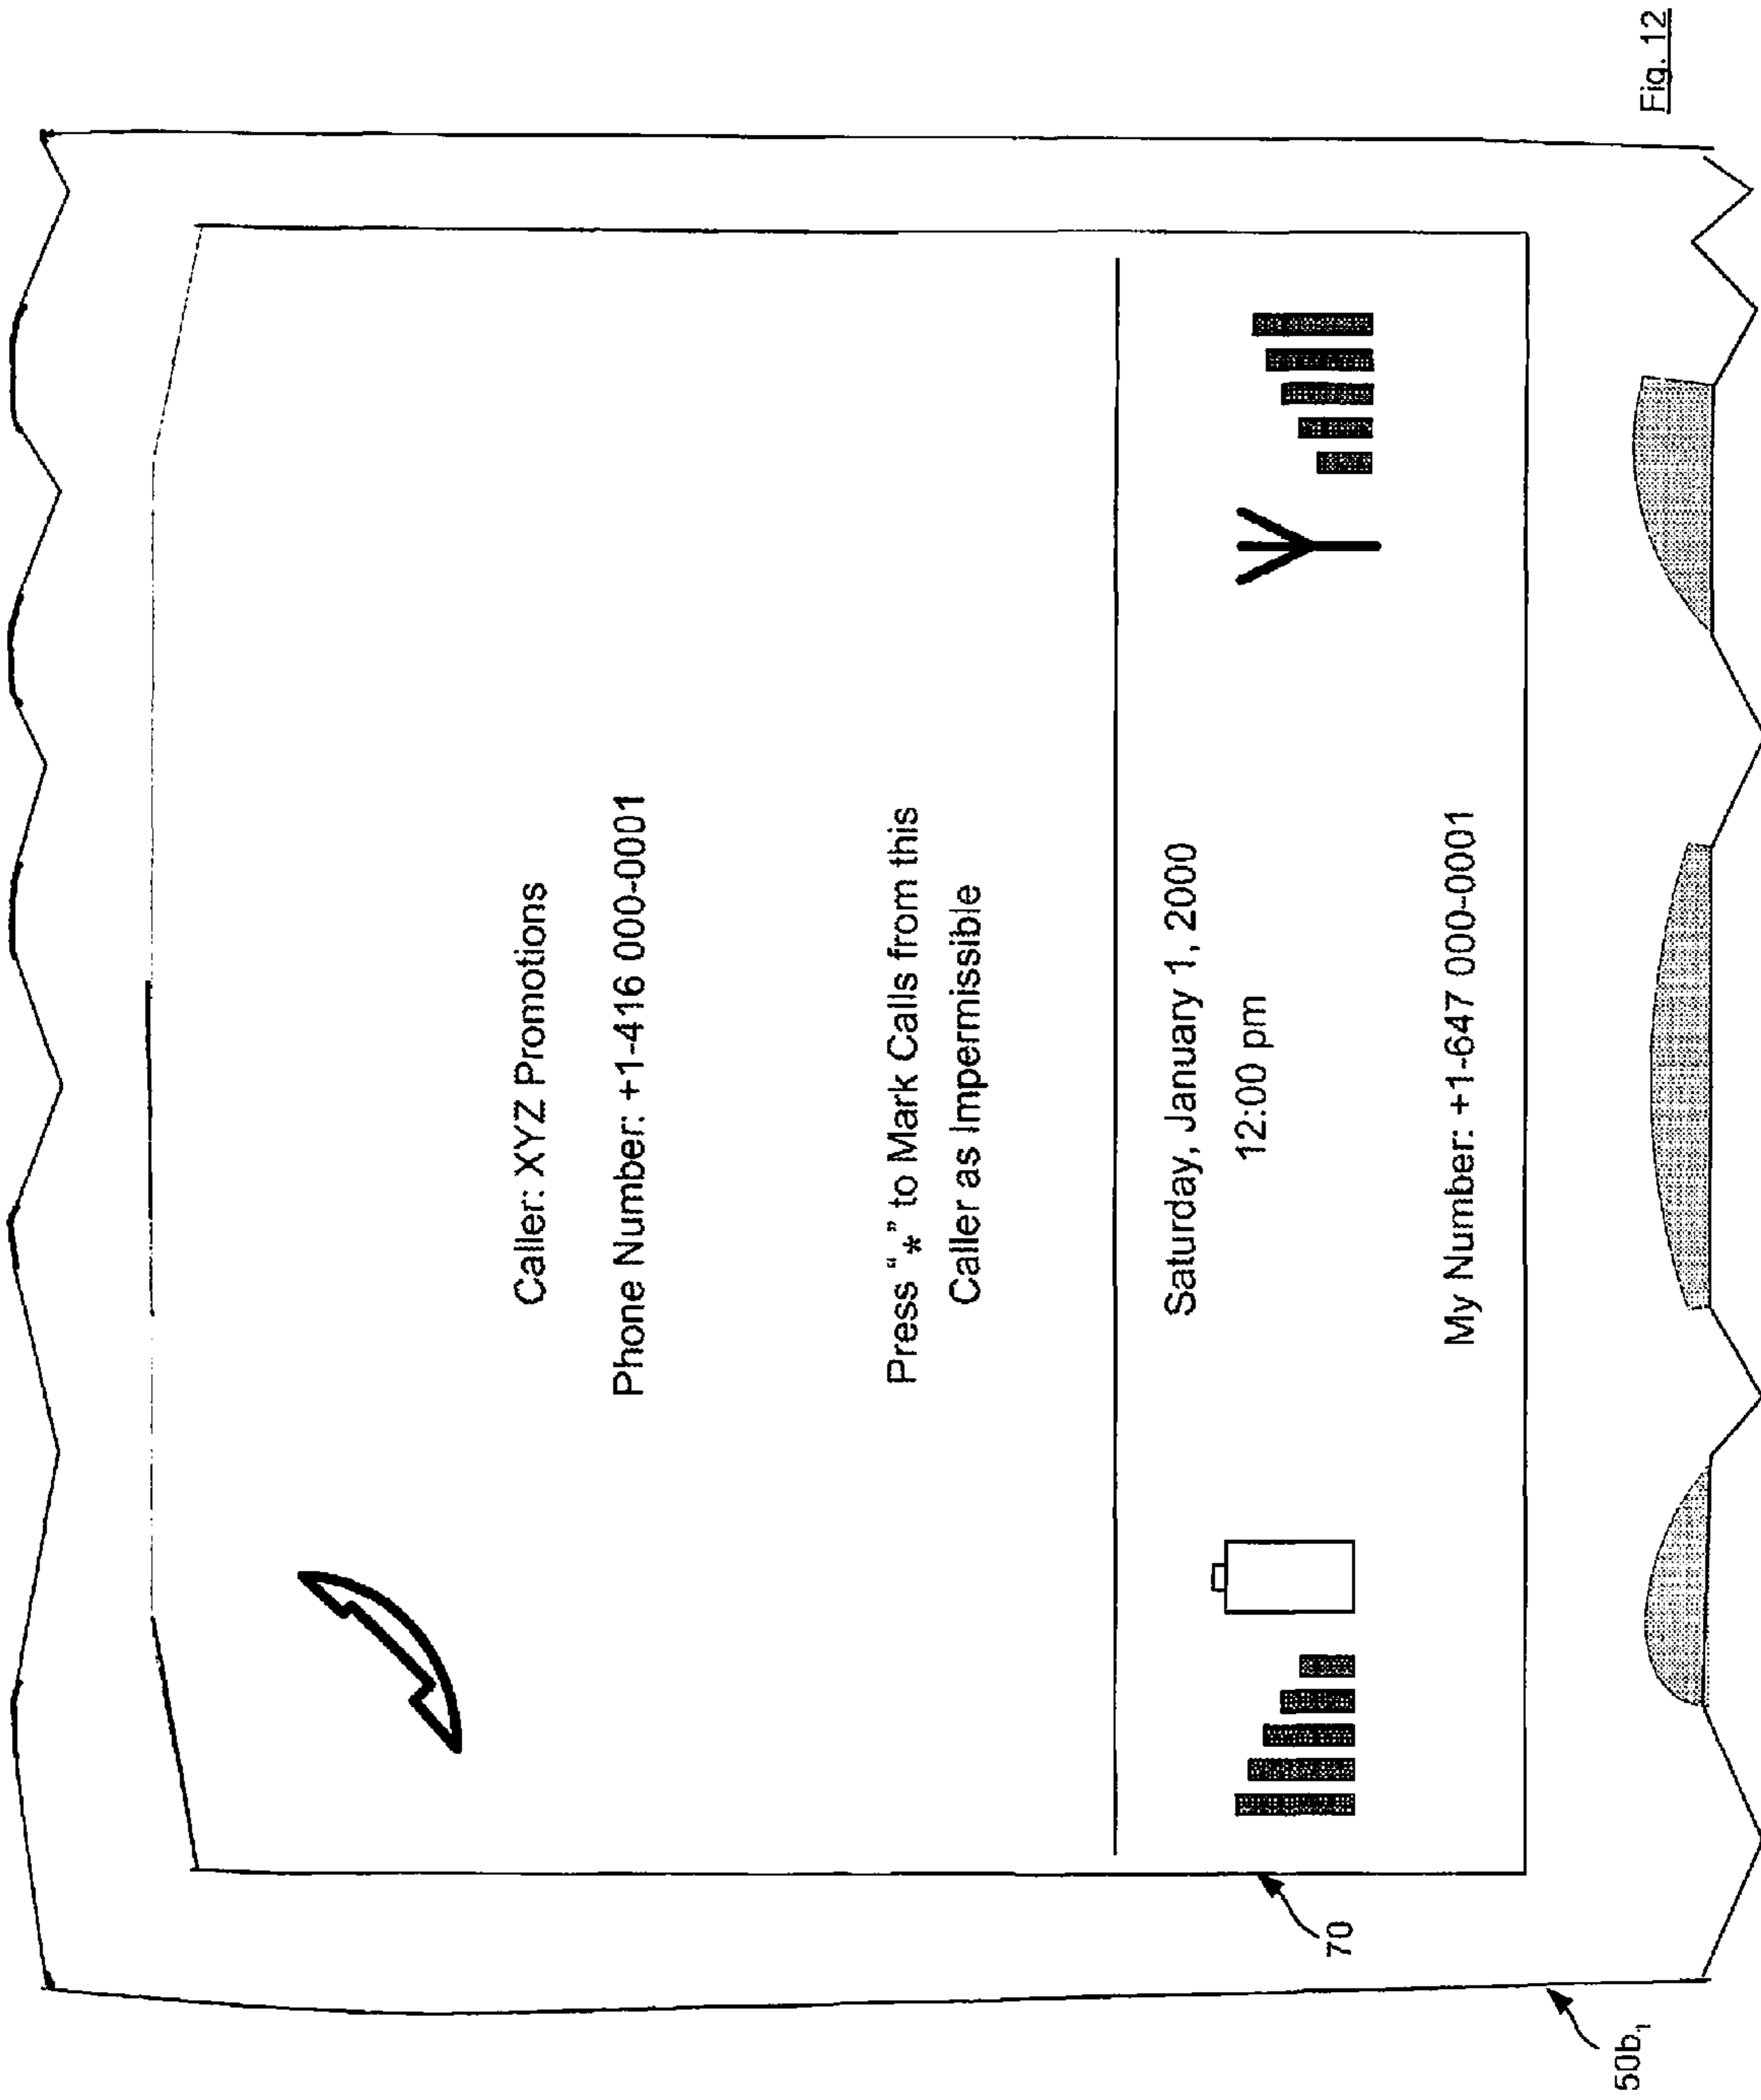 Caller: XYZ Promotions
Phone Number: +1-416 000-0001
Press “*” to Mark Calls from this
Caller as Impermissible
Saturday, January 1, 2000
12:00 pm
My Number: +1-647 000-0001
70
50b₁
Fig. 12